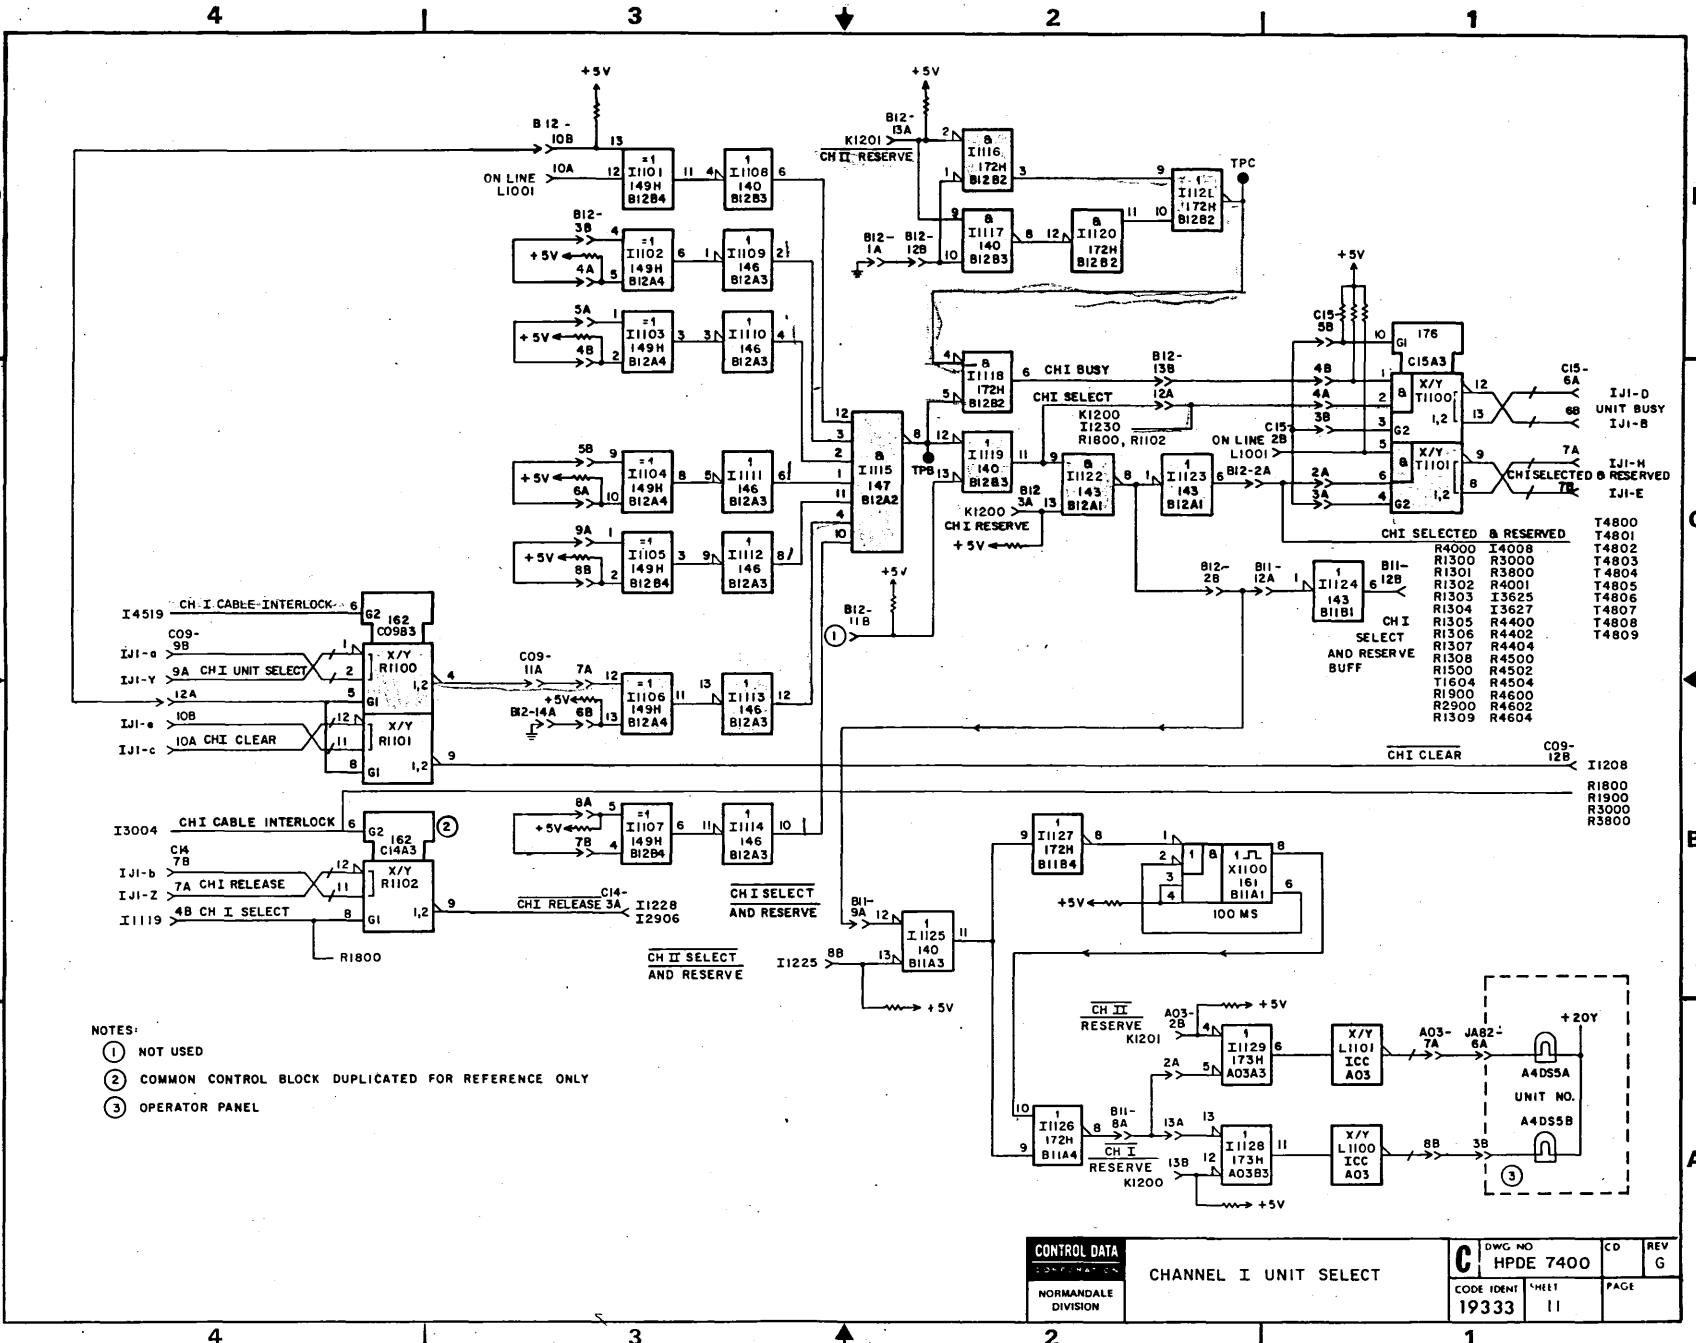 4 3 2 1
+5V
B12-
10B 13
10A 12
ON LINE
L1001
=1
I1101
149H
B12B4
11 4
1
I1108
140
B12B3
6
B12-
3B 4
+5V
4A 5
=1
I1102
149H
B12A4
6 1
1
I1109
146
B12A3
2
5A 1
+5V
4B 2
=1
I1103
149H
B12A4
3 3
1
I1110
146
B12A3
4
5B 9
+5V
6A 10
=1
I1104
149H
B12A4
8 5
1
I1111
146
B12A3
6
9A 1
+5V
8B 2
=1
I1105
149H
B12B4
3 9
1
I1112
146
B12A3
8
12
3
2
1
11
4
10
&
I1115
147
B12A2
8
TPB
+5V
B12-
13A
K1201
CH II RESERVE
2
1
&
I1116
172H
B12B2
3
B12-
1A
B12-
12B
9
10
&
I1117
140
B12B3
8 12
&
I1120
172H
B12B2
11 10
9
1
I1121
172H
B12B2
TPC
4
5
&
I1118
172H
B12B2
6 CHI BUSY
B12-
13B
CHI SELECT 12A
K1200
I1230
R1800, R1102
12
13
&
I1119
140
B12B3
11 9
B12
3A 13
K1200
CHI RESERVE
+5V
&
I1122
143
B12A1
8 1
1
I1123
143
B12A1
6 B12-2A
ON LINE
L1001
C15-
2B
+5V
C15-
5B 10
176
G1
C15A3
4B 1
4A 2
3B 3
&
X/Y
T1100
1,2
G2
12
13
C15-
6A
6B
IJ1-D
UNIT BUSY
IJ1-B
5
2A 6
3A 4
&
X/Y
T1101
1,2
G2
9
8
7A
7B
IJ1-H
CHI SELECTED & RESERVED
IJ1-E
CHI SELECTED & RESERVED
R4000 I4008
R1300 R3000
R1301 R3800
R1302 R4001
R1303 I3625
R1304 I3627
R1305 R4400
R1306 R4402
R1307 R4404
R1308 R4500
R1500 R4502
T1604 R4504
R1900 R4600
R2900 R4602
R1309 R4604
T4800
T4801
T4802
T4803
T4804
T4805
T4806
T4807
T4808
T4809
B12-
2B
B11-
12A
1
1
I1124
143
B11B1
6
B11-
12B
CH I
SELECT
AND RESERVE
BUFF
+5V
B12-
11B
1
I4519 CH I CABLE INTERLOCK 6
G2
162
C09B3
C09-
9B
IJ1-a
IJ1-Y 9A CHI UNIT SELECT
12A
1
2
5
X/Y
R1100
1,2
G1
4
C09-
11A
7A 12
+5V
B12-14A 6B 13
=1
I1106
149H
B12A4
11 13
1
I1113
146
B12A3
12
IJ1-e 10B
IJ1-c 10A CHI CLEAR
12
11
8
X/Y
R1101
G1 1,2
9
CHI CLEAR
C09-
12B
I1208
R1800
R1900
R3000
R3800
I3004 CHI CABLE INTERLOCK 6
G2
162
C14A3
2
C14
7B
IJ1-b
IJ1-Z 7A CHI RELEASE
I1119 4B CH I SELECT
R1800
12
11
8
X/Y
R1102
G1 1,2
9
CHI RELEASE
C14-
3A
I1228
I2906
8A 5
+5V
7B 4
=1
I1107
149H
B12B4
6 11
1
I1114
146
B12A3
10
CHI SELECT
AND RESERVE
B11-
9A 12
CH II SELECT
AND RESERVE
I1225 8B 13
+5V
1
I1125
140
B11A3
11
9
1
I1127
172H
B11B4
8
1
2
3
4
+5V
1 &
1
X1100
161
B11A1
8
6
100 MS
10
9
1
I1126
172H
B11A4
8
B11-
8A
CH II
RESERVE
K1201
A03-
2B
4
+5V
2A 5
1
I1129
173H
A03A3
6
X/Y
L1101
ICC
A03
A03-
7A
JA82-
6A
+20V
A4DS5A
UNIT NO.
A4DS5B
13A 13
CH I
RESERVE
K1200
13B 12
+5V
1
I1128
173H
A03B3
11
X/Y
L1100
ICC
A03
8B 3B
3
NOTES:
1 NOT USED
2 COMMON CONTROL BLOCK DUPLICATED FOR REFERENCE ONLY
3 OPERATOR PANEL
CONTROL DATA
CORPORATION
NORMANDALE
DIVISION
CHANNEL I UNIT SELECT
C
DWG NO
HPDE 7400
CD
REV
G
CODE IDENT
19333
SHEET
11
PAGE
4 3 2 1